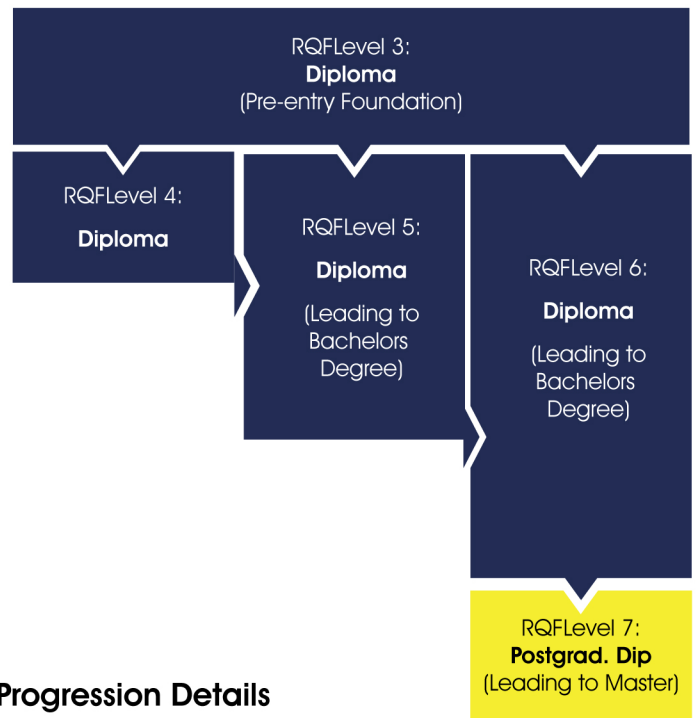 RQFLevel 3:
Diploma
(Pre-entry Foundation)
RQFLevel 4:
Diploma
RQFLevel 5:
Diploma
(Leading to
Bachelors
Degree)
RQFLevel 6:
Diploma
(Leading to
Bachelors
Degree)
RQFLevel 7:
Postgrad. Dip
(Leading to Master)
Progression Details